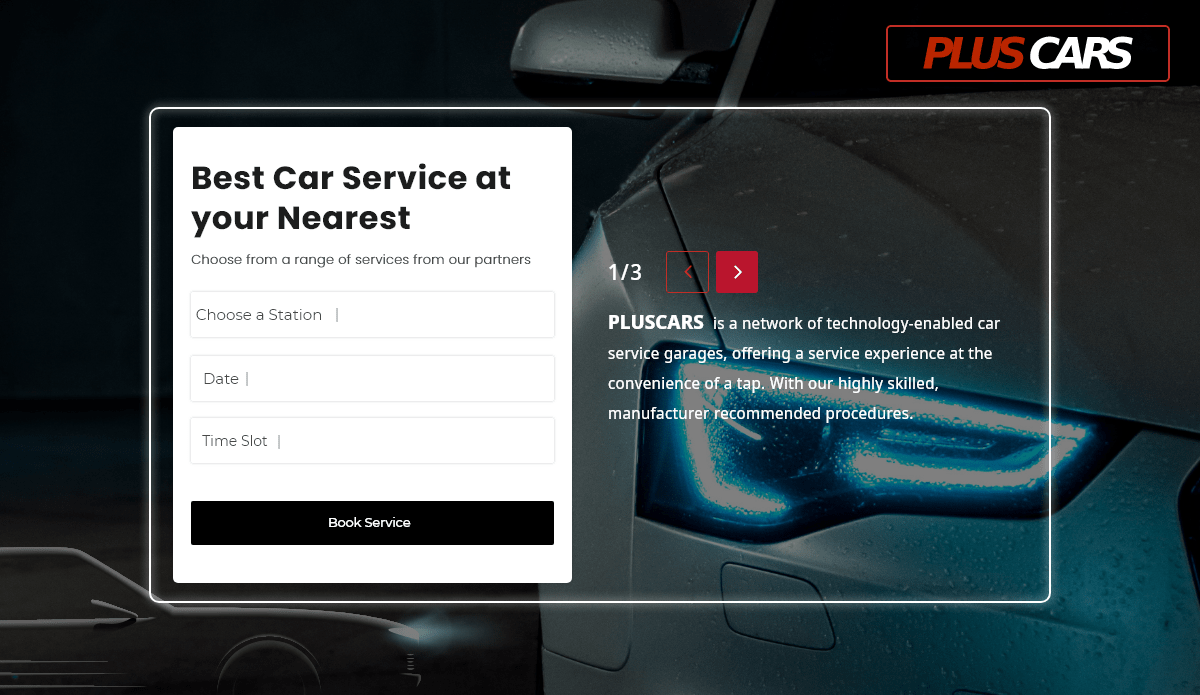 PLUS CARS
Best Car Service at
your Nearest
Choose from a range of services from our partners
Choose a Station |
Date |
Time Slot |
Book Service
1/3
PLUSCARS is a network of technology-enabled car
service garages, offering a service experience at the
convenience of a tap. With our highly skilled,
manufacturer recommended procedures.